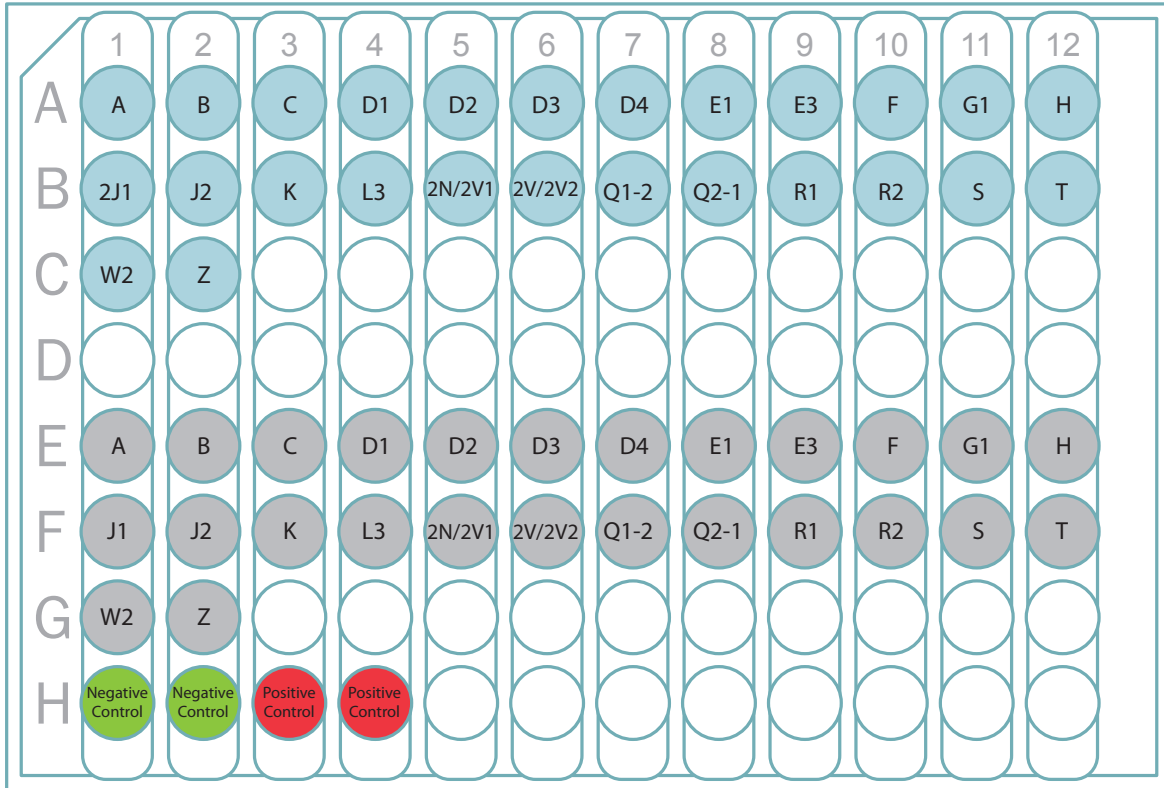 1 2 3 4 5 6 7 8 9 10 11 12
A A B C D1 D2 D3 D4 E1 E3 F G1 H
B 2J1 J2 K L3 2N/2V1 2V/2V2 Q1-2 Q2-1 R1 R2 S T
C W2 Z
D
E A B C D1 D2 D3 D4 E1 E3 F G1 H
F J1 J2 K L3 2N/2V1 2V/2V2 Q1-2 Q2-1 R1 R2 S T
G W2 Z
H Negative Control Negative Control Positive Control Positive Control